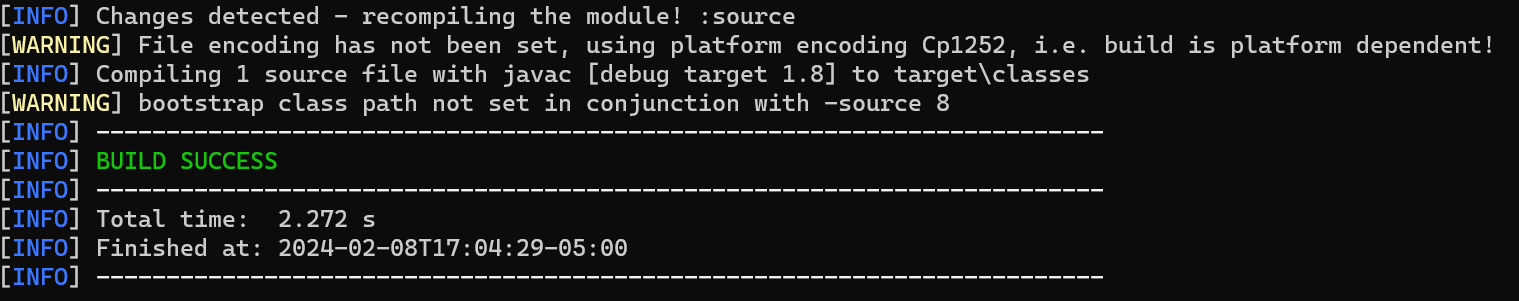 [INFO] Changes detected - recompiling the module! :source
[WARNING] File encoding has not been set, using platform encoding Cp1252, i.e. build is platform dependent!
[INFO] Compiling 1 source file with javac [debug target 1.8] to target\classes
[WARNING] bootstrap class path not set in conjunction with -source 8
[INFO] ------------------------------------------------------------------------
[INFO] BUILD SUCCESS
[INFO] ------------------------------------------------------------------------
[INFO] Total time:  2.272 s
[INFO] Finished at: 2024-02-08T17:04:29-05:00
[INFO] ------------------------------------------------------------------------